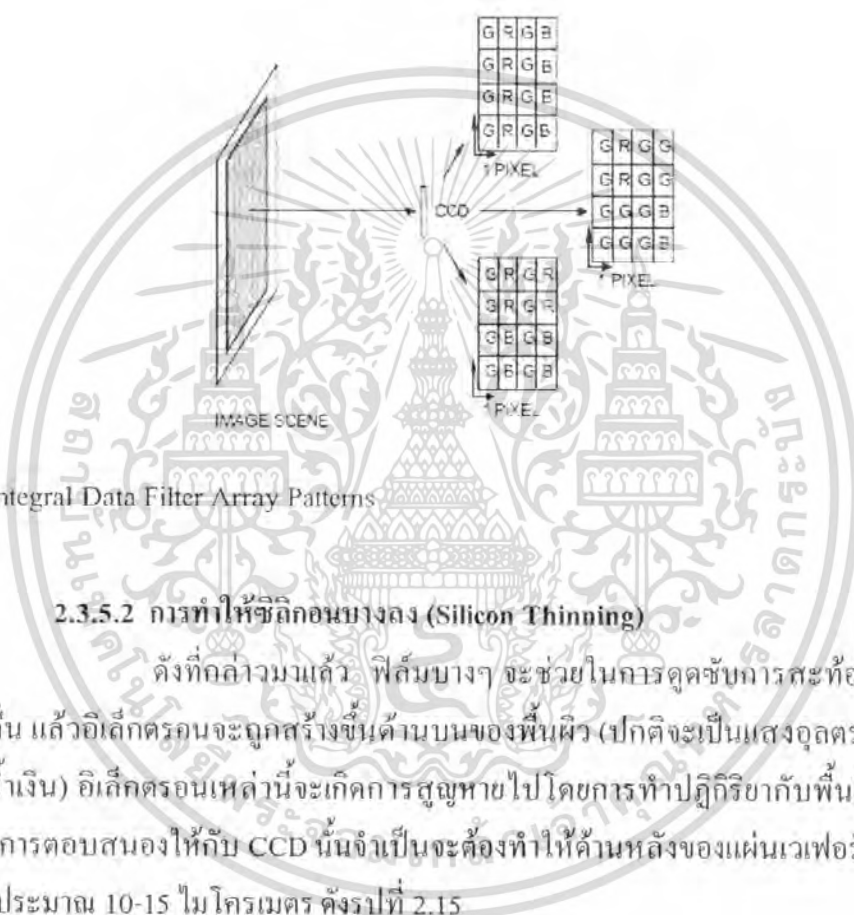 G R G B
G R G B
G R G B
G R G B
1 PIXEL
G R G G
G R G G
G G G B
G G G B
1 PIXEL
CCD
G R G R
G R G R
G B G B
G B G B
1 PIXEL
IMAGE SCENE
ntegral Data Filter Array Patterns
2.3.5.2 การทำให้ซิลิกอนบางลง (Silicon Thinning)
ดังที่กล่าวมาแล้ว ฟิล์มบางๆ จะช่วยในการดูดซับการสะท้อ
ื่น แล้วอิเล็กตรอนจะถูกสร้างขึ้นด้านบนของพื้นผิว (ปกติจะเป็นแสงอุลตร
้ำเงิน) อิเล็กตรอนเหล่านี้จะเกิดการสูญหายไปโดยการทำปฏิกิริยากับพื้น
การตอบสนองให้กับ CCD นั้นจำเป็นจะต้องทำให้ด้านหลังของแผ่นเวเฟอร์
ประมาณ 10-15 ไมโครเมตร ดังรูปที่ 2.15